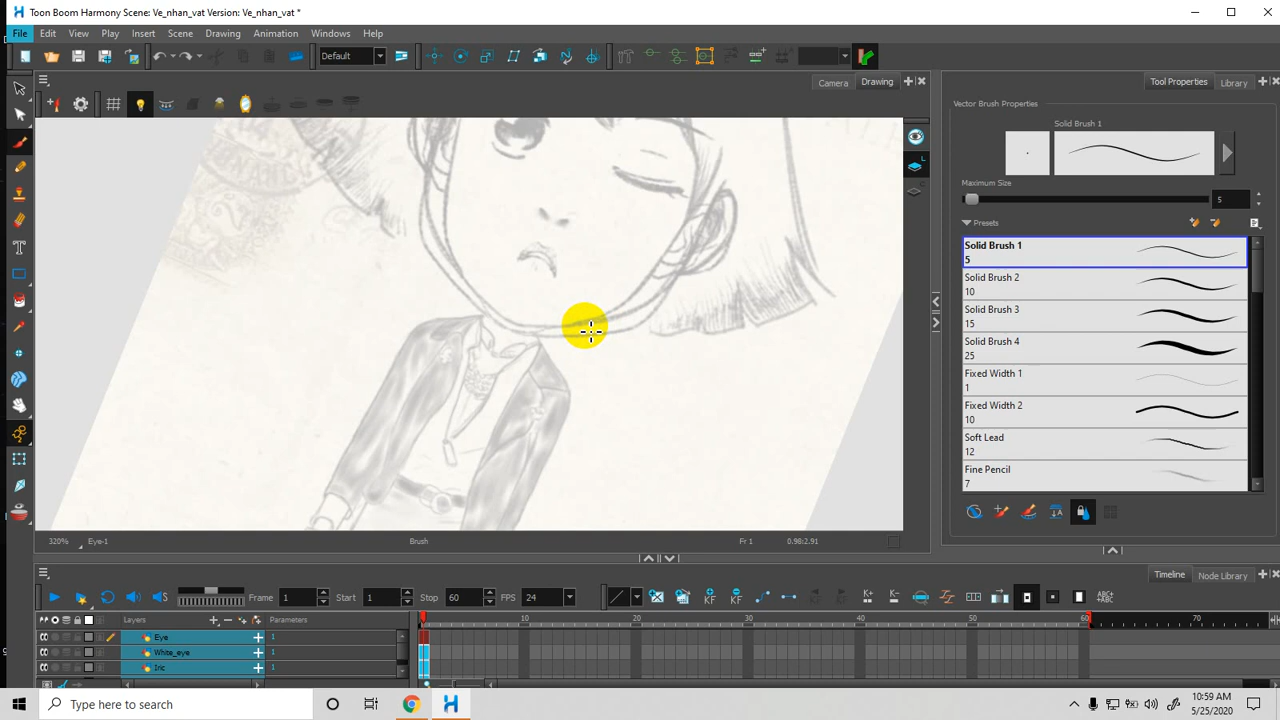 Toon Boom Harmony Scene: Ve_nhan_vat Version: Ve_nhan_vat *
File Edit View Play Insert Scene Drawing Animation Windows Help
Default
Camera Drawing
Tool Properties Library
Vector Brush Properties
Solid Brush 1
Maximum Size
5
Presets
Solid Brush 1
5
Solid Brush 2
10
Solid Brush 3
15
Solid Brush 4
25
Fixed Width 1
1
Fixed Width 2
10
Soft Lead
12
Fine Pencil
7
320% Eye-1 Brush Fr 1 0.98:2.91
Timeline Node Library
Frame 1 Start 1 Stop 60 FPS 24
Layers Parameters
10 20 30 40 50 60 70
Eye 1
White_eye 1
Iric 1
Type here to search
10:59 AM
5/25/2020